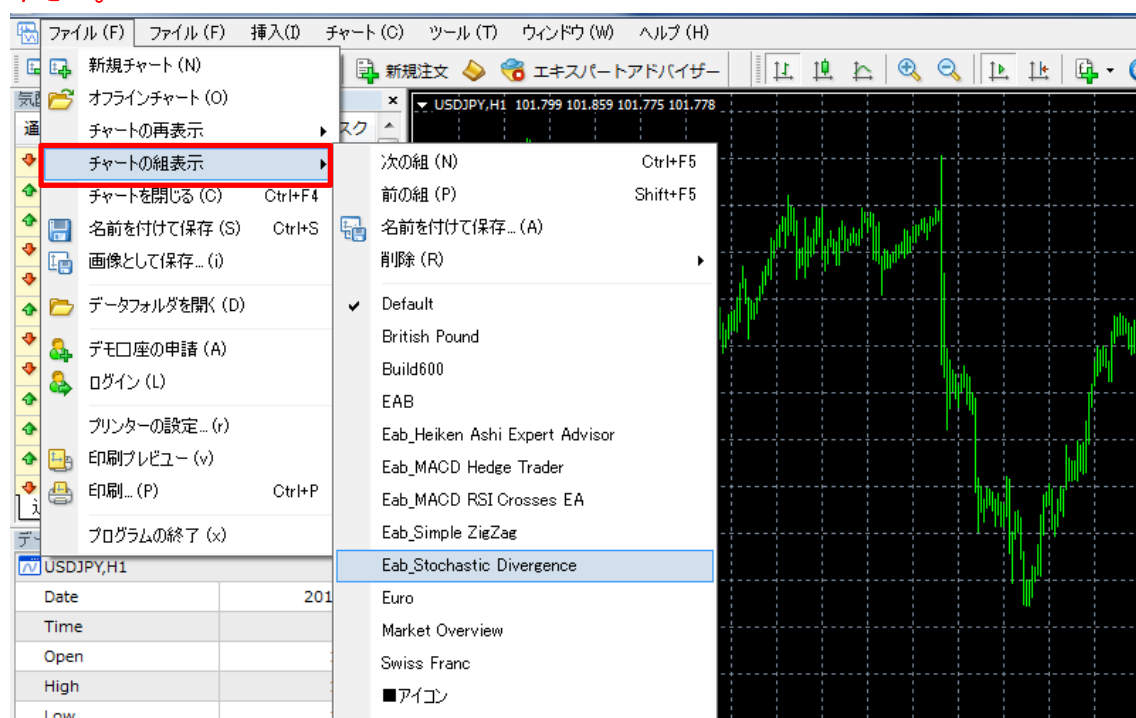 ファイル (F) ファイル (F) 挿入(I) チャート (C) ツール (T) ウィンドウ (W) ヘルプ (H)
新規チャート (N)
新規注文 エキスパートアドバイザー
オフラインチャート (O)
USDJPY,H1 101.799 101.859 101.775 101.778
チャートの再表示
スク
チャートの組表示
チャートを閉じる (C) Ctrl+F4
名前を付けて保存 (S) Ctrl+S
画像として保存... (i)
データフォルダを開く (D)
デモ口座の申請 (A)
ログイン (L)
プリンターの設定... (r)
印刷プレビュー (v)
印刷... (P) Ctrl+P
プログラムの終了 (x)
次の組 (N) Ctrl+F5
前の組 (P) Shift+F5
名前を付けて保存... (A)
削除 (R)
Default
British Pound
Build600
EAB
Eab_Heiken Ashi Expert Advisor
Eab_MACD Hedge Trader
Eab_MACD RSI Crosses EA
Eab_Simple ZigZag
Eab_Stochastic Divergence
Euro
Market Overview
Swiss Franc
■アイコン
USDJPY,H1
Date 201
Time
Open
High
Low